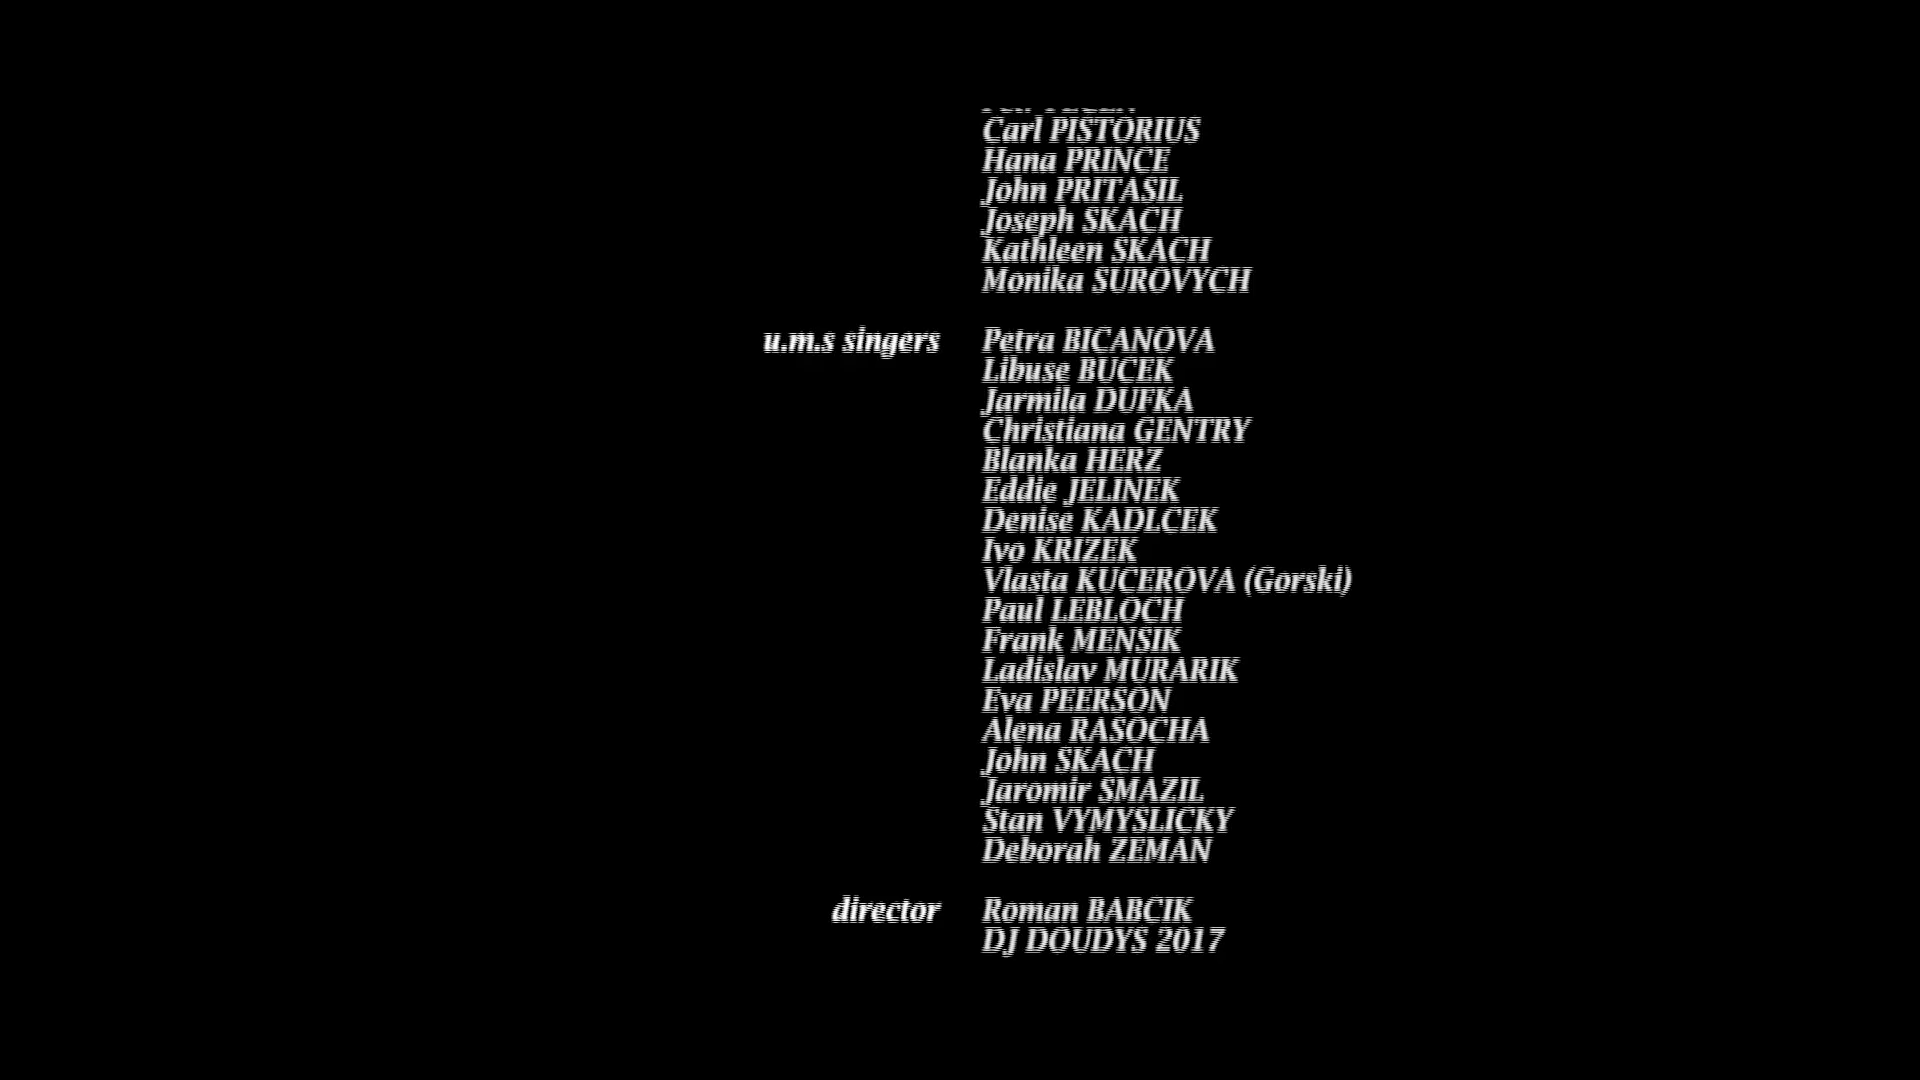 Carl PISTORIUS
Hana PRINCE
John PRITASIL
Joseph SKACH
Kathleen SKACH
Monika SUROVYCH
u.m.s singers Petra BICANOVA
Libuse BUCEK
Jarmila DUFKA
Christiana GENTRY
Blanka HERZ
Eddie JELINEK
Denise KADLCEK
Ivo KRIZEK
Vlasta KUCEROVA (Gorski)
Paul LEBLOCH
Frank MENSIK
Ladislav MURARIK
Eva PEERSON
Alena RASOCHA
John SKACH
Jaromir SMAZIL
Stan VYMYSLICKY
Deborah ZEMAN
director Roman BABCIK
DJ DOUDYS 2017